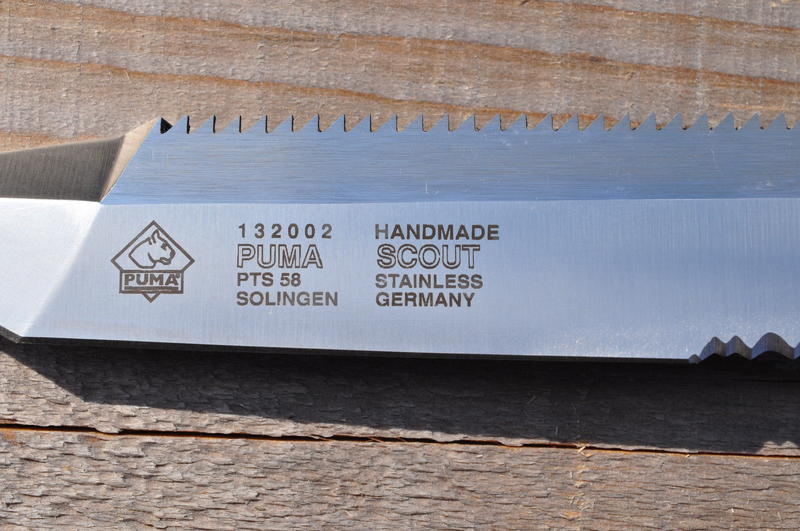 PUMA®
132002
PUMA
PTS 58
SOLINGEN
HANDMADE
SCOUT
STAINLESS
GERMANY